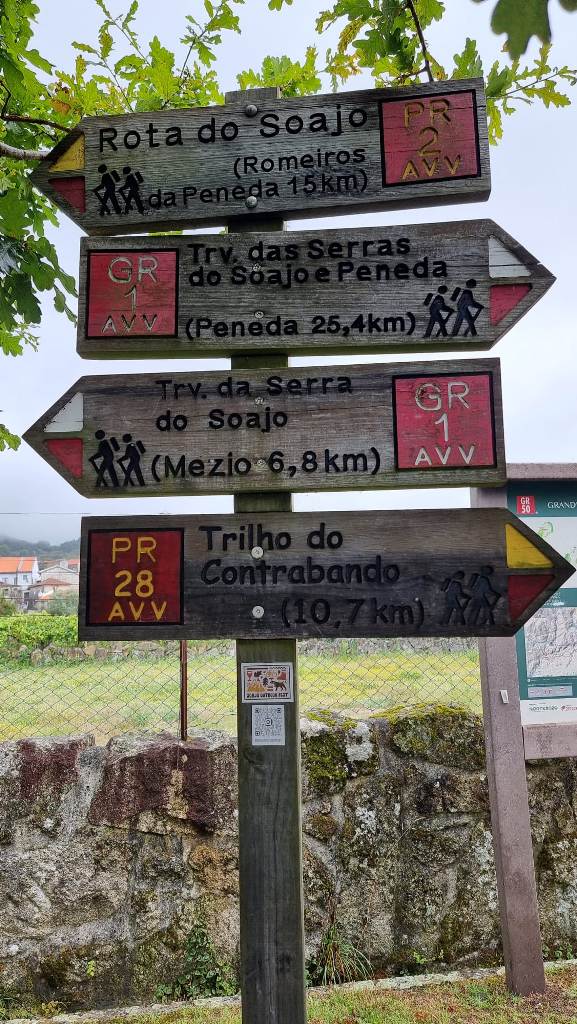 Rota do Soajo
(Romeiros
da Peneda 15km)
PR
2
AVV
GR
1
AVV
Trv. das Serras
do Soajo e Peneda
(Peneda 25,4km)
Trv. da Serra
do Soajo
(Mezio 6,8km)
GR
1
AVV
PR
28
AVV
Trilho do
Contrabando
(10,7km)
GR
50
GRAND